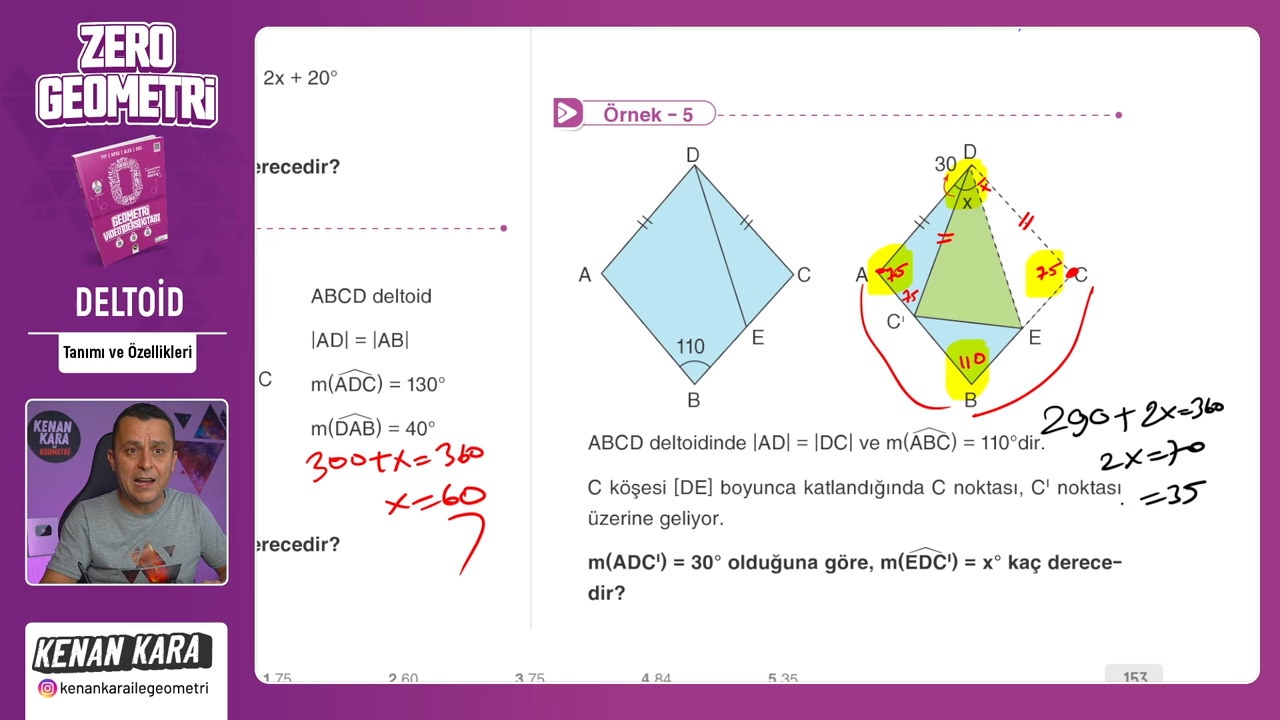 ZERO
GEOMETRİ
GEOMETRİ
VİDEO DERS KİTABI
DELTOİD
Tanımı ve Özellikleri
KENAN
KARA
KENAN KARA
kenankarailegeometri
2x + 20°
erecedir?
ABCD deltoid
|AD| = |AB|
C
m(ADC) = 130°
m(DAB) = 40°
300+x=360
x=60
erecedir?
Örnek - 5
D
A
C
E
110
B
30
D
x
x
A
75
75
C
75
C'
E
110
B
290+2x=360
2x=70
=35
ABCD deltoidinde |AD| = |DC| ve m(ABC) = 110°dir.
C köşesi [DE] boyunca katlandığında C noktası, C' noktası
üzerine geliyor.
m(ADC') = 30° olduğuna göre, m(EDC') = x° kaç derece-
dir?
1.75 2.60 3.75 4.84 5.35
153